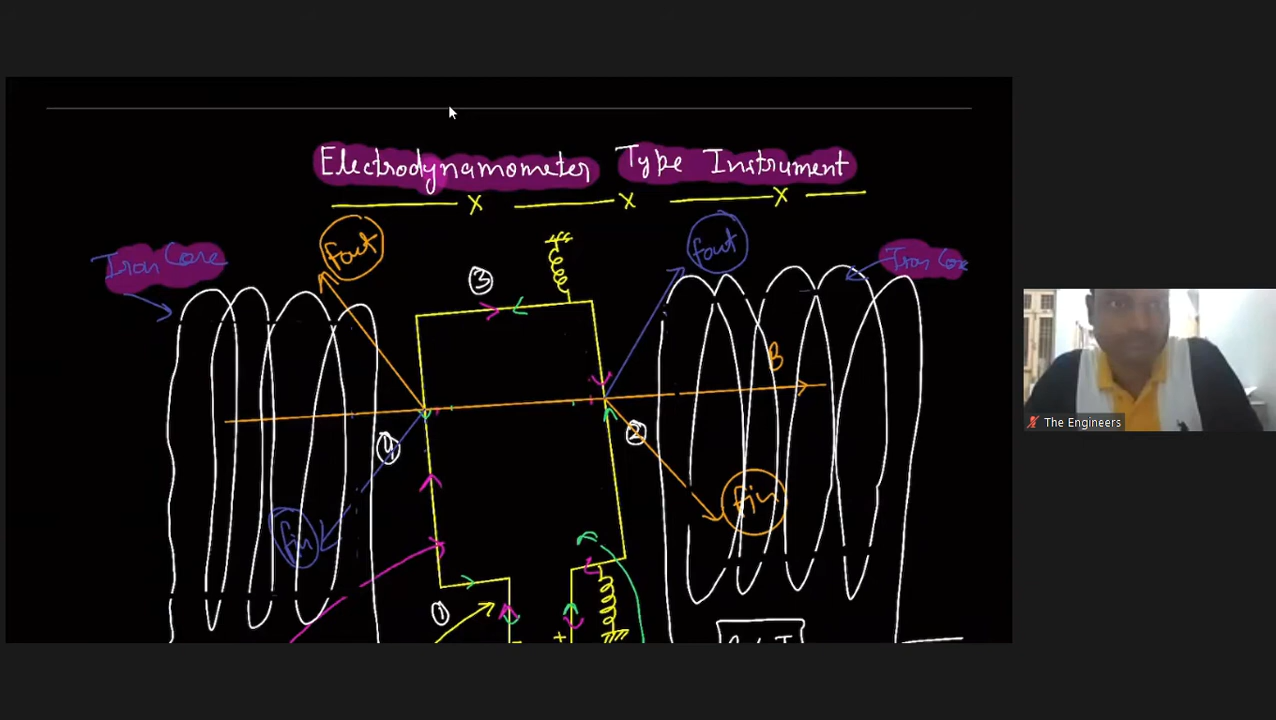 Electrodynamometer Type Instrument
x x x
Iron Core
fout
3
fout
Iron Core
B
4
2
fin
fin
1
+
The Engineers